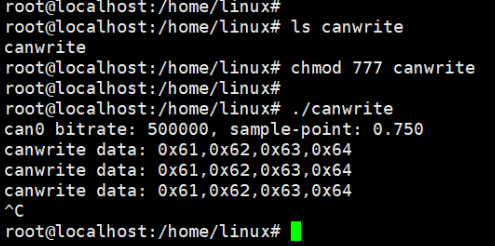 root@localhost:/home/linux#
root@localhost:/home/linux# ls canwrite
canwrite
root@localhost:/home/linux# chmod 777 canwrite
root@localhost:/home/linux#
root@localhost:/home/linux# ./canwrite
can0 bitrate: 500000, sample-point: 0.750
canwrite data: 0x61,0x62,0x63,0x64
canwrite data: 0x61,0x62,0x63,0x64
canwrite data: 0x61,0x62,0x63,0x64
^C
root@localhost:/home/linux#